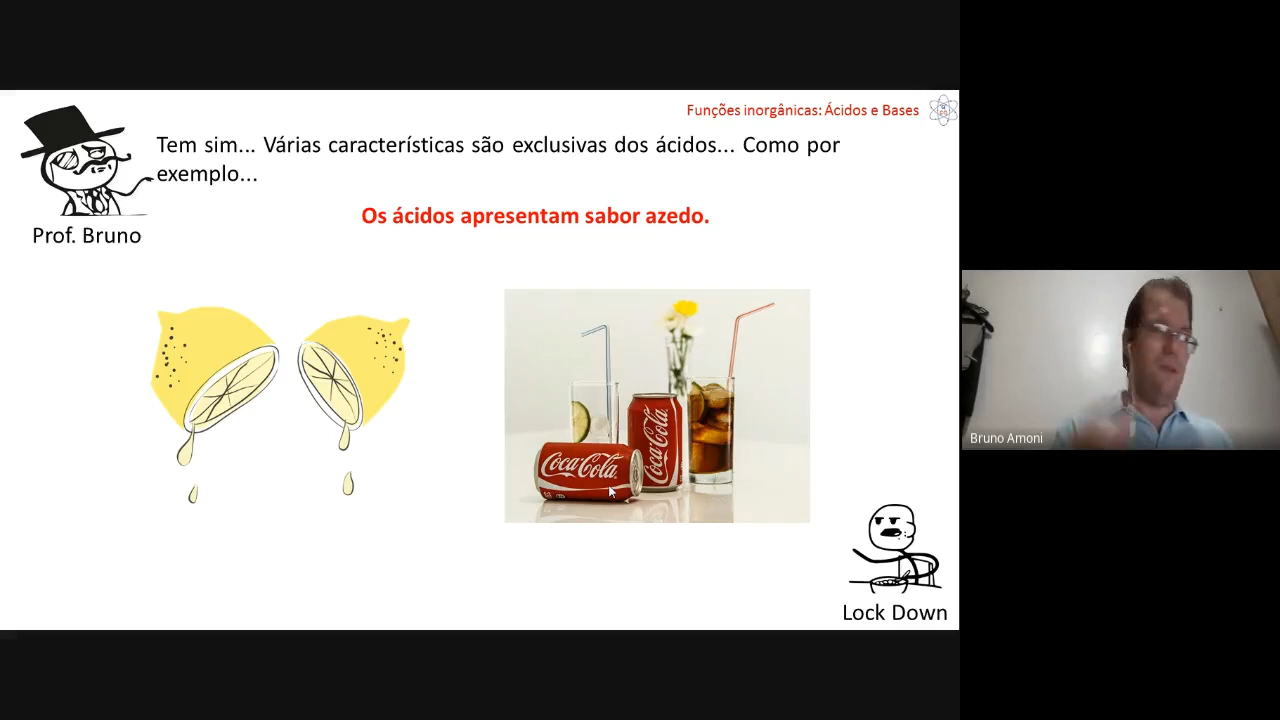 Funções inorgânicas: Ácidos e Bases
Tem sim... Várias características são exclusivas dos ácidos... Como por
exemplo...
Os ácidos apresentam sabor azedo.
Prof. Bruno
Coca-Cola
Coca-Cola
Bruno Amoni
Lock Down